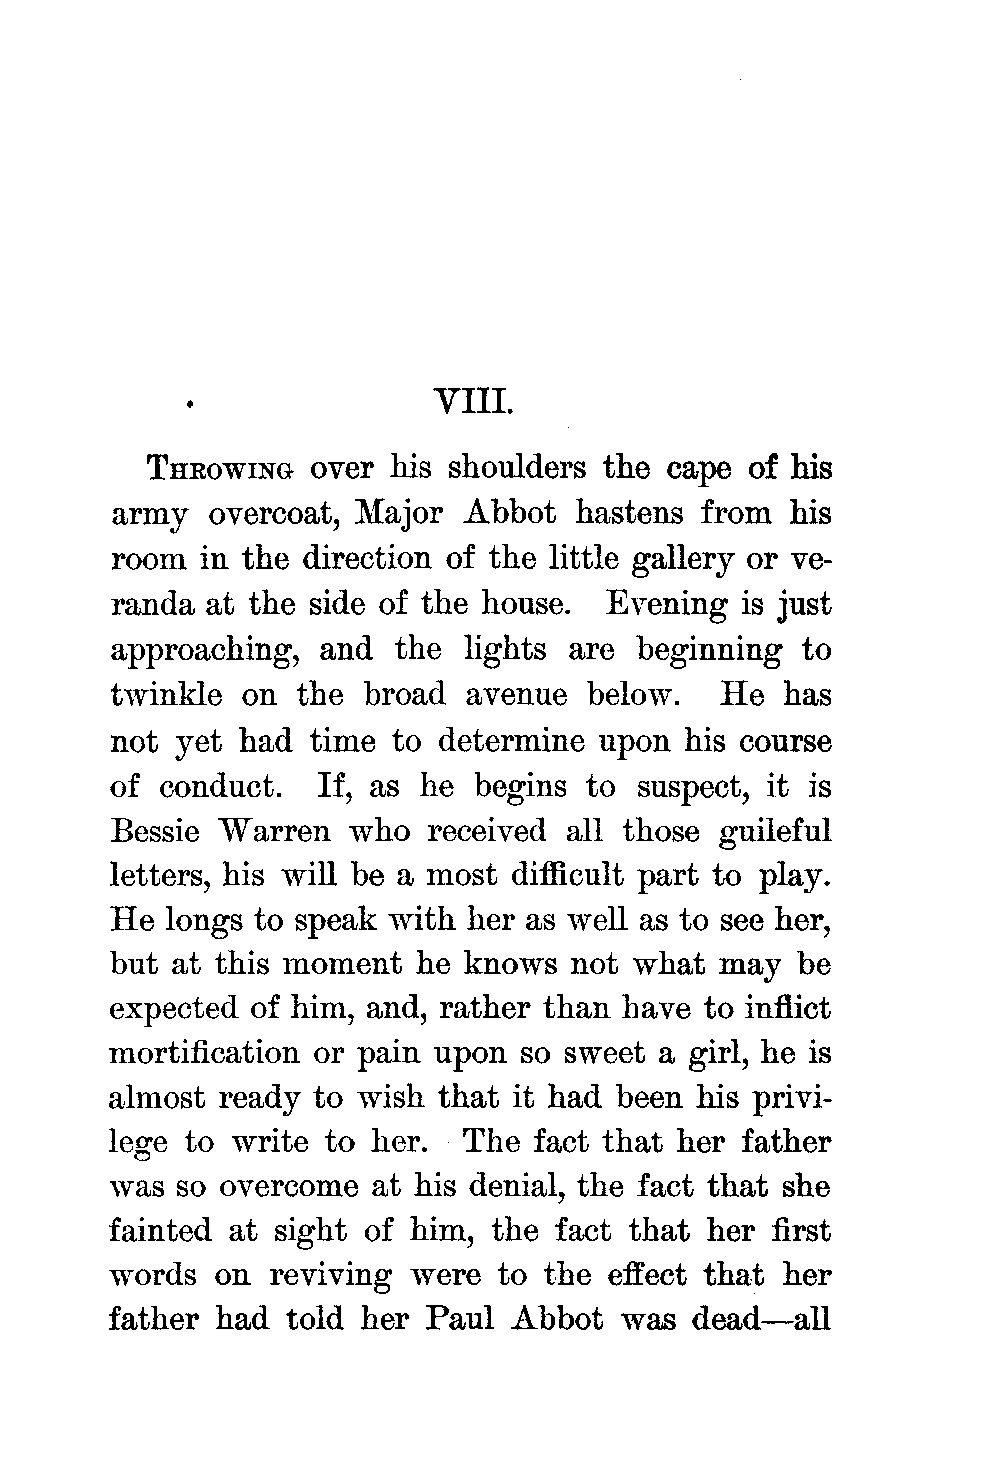 VIII.
Throwing over his shoulders the cape of his
army overcoat, Major Abbot hastens from his
room in the direction of the little gallery or ve-
randa at the side of the house. Evening is just
approaching, and the lights are beginning to
twinkle on the broad avenue below. He has
not yet had time to determine upon his course
of conduct. If, as he begins to suspect, it is
Bessie Warren who received all those guileful
letters, his will be a most difficult part to play.
He longs to speak with her as well as to see her,
but at this moment he knows not what may be
expected of him, and, rather than have to inflict
mortification or pain upon so sweet a girl, he is
almost ready to wish that it had been his privi-
lege to write to her. The fact that her father
was so overcome at his denial, the fact that she
fainted at sight of him, the fact that her first
words on reviving were to the effect that her
father had told her Paul Abbot was dead—all